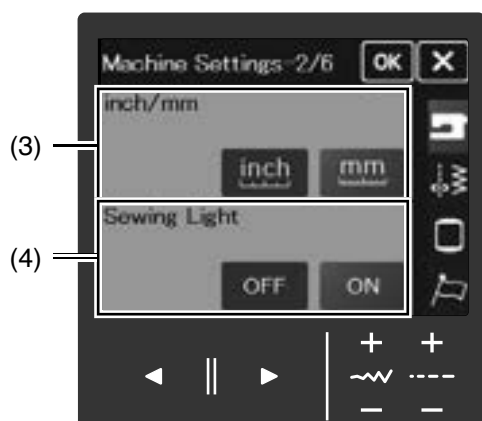 Machine Settings 2/6 OK X
(3)
inch/mm
inch mm
(4)
Sewing Light
OFF ON
+ +
− −